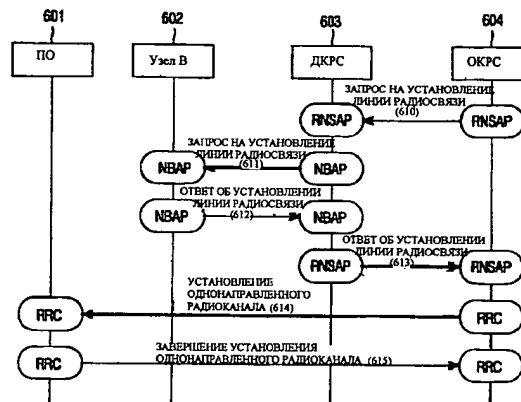 601
602
603
604
ПО
Узел В
ДКРС
ОКРС
ЗАПРОС НА УСТАНОВЛЕНИЕ
ЛИНИИ РАДИОСВЯЗИ
(610)
RNSAP
RNSAP
ЗАПРОС НА УСТАНОВЛЕНИЕ
ЛИНИИ РАДИОСВЯЗИ
(611)
NBAP
NBAP
ОТВЕТ ОБ УСТАНОВЛЕНИИ
ЛИНИИ РАДИОСВЯЗИ
(612)
NBAP
NBAP
ОТВЕТ ОБ УСТАНОВЛЕНИИ
ЛИНИИ РАДИОСВЯЗИ
(613)
RNSAP
RNSAP
УСТАНОВЛЕНИЕ
ОДНОНАПРАВЛЕННОГО
РАДИОКАНАЛА (614)
RRC
RRC
ЗАВЕРШЕНИЕ УСТАНОВЛЕНИЯ
ОДНОНАПРАВЛЕННОГО РАДИОКАНАЛА (615)
RRC
RRC